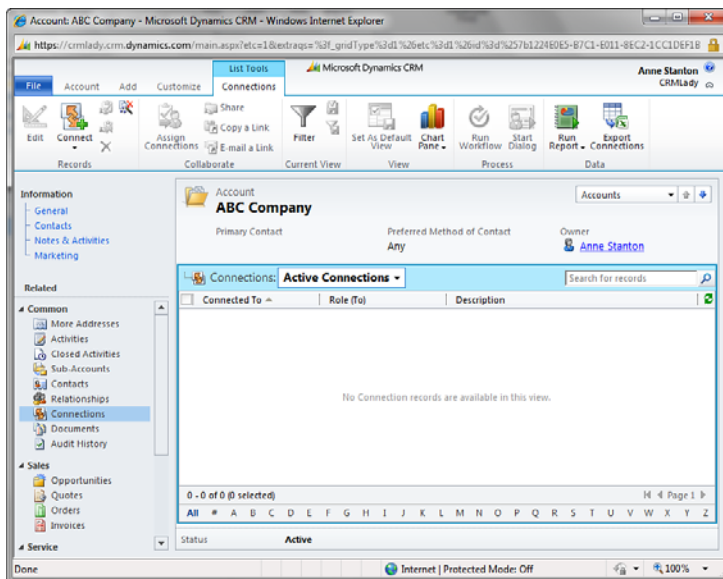 Account: ABC Company - Microsoft Dynamics CRM - Windows Internet Explorer
https://crmlady.crm.dynamics.com/main.aspx?etc=1&extraqs=%3f_gridType%3d1%26etc%3d1%26id%3d%257b1224E0E5-B7C1-E011-8EC2-1CC1DEF1B
List Tools
Microsoft Dynamics CRM
Anne Stanton
CRMLady
File Account Add Customize Connections
Edit
Connect
Assign Connections
Share
Copy a Link
E-mail a Link
Filter
Set As Default View
Chart Pane
Run Workflow
Start Dialog
Run Report
Export Connections
Records Collaborate Current View View Process Data
Information
General
Contacts
Notes & Activities
Marketing
Related
Common
More Addresses
Activities
Closed Activities
Sub-Accounts
Contacts
Relationships
Connections
Documents
Audit History
Sales
Opportunities
Quotes
Orders
Invoices
Service
Account
ABC Company
Accounts
Primary Contact
Preferred Method of Contact
Any
Owner
Anne Stanton
Connections: Active Connections
Search for records
Connected To Role (To) Description
No Connection records are available in this view.
0 - 0 of 0 (0 selected)
Page 1
All # A B C D E F G H I J K L M N O P Q R S T U V W X Y Z
Status Active
Done
Internet | Protected Mode: Off
100%